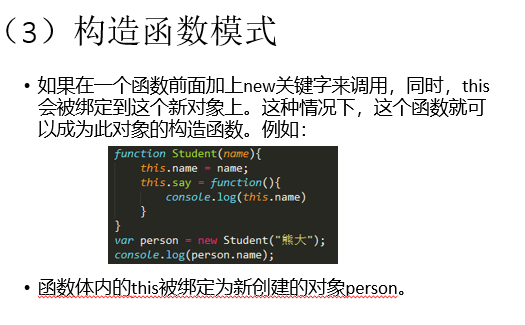 （3）构造函数模式
• 如果在一个函数前面加上new关键字来调用，同时，this
会被绑定到这个新对象上。这种情况下，这个函数就可
以成为此对象的构造函数。例如：
function Student(name){
    this.name = name;
    this.say = function(){
        console.log(this.name)
    }
}
var person = new Student("熊大");
console.log(person.name);
• 函数体内的this被绑定为新创建的对象person。